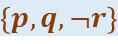 {p, q, ¬r}